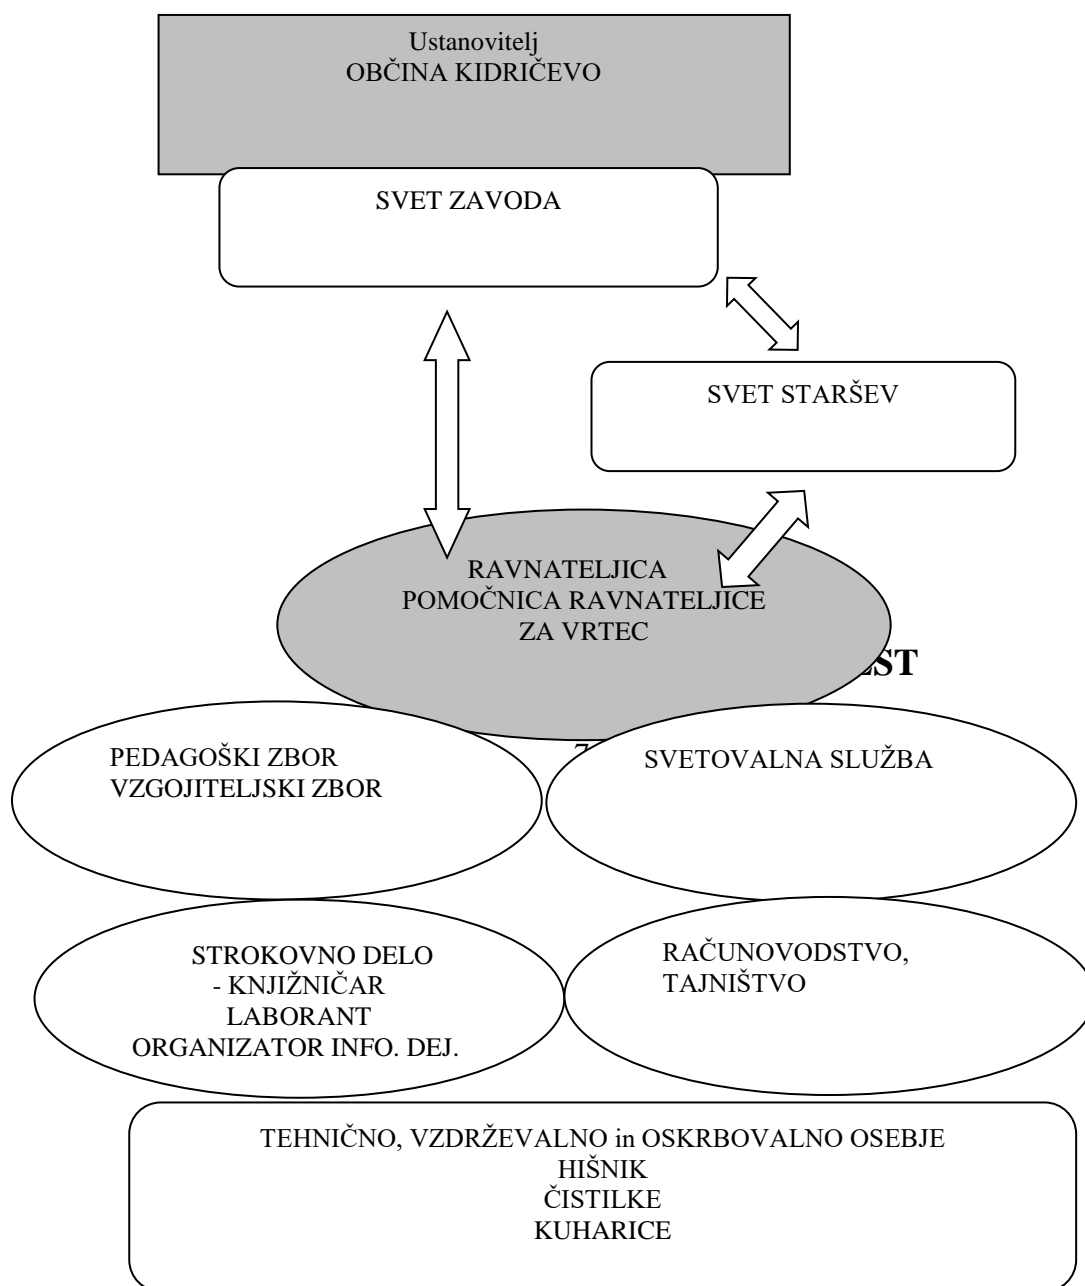 Ustanovitelj
OBČINA KIDRIČEVO
SVET ZAVODA
SVET STARŠEV
RAVNATELJICA
POMOČNICA RAVNATELJICE
ZA VRTEC
PEDAGOŠKI ZBOR
VZGOJITELJSKI ZBOR
SVETOVALNA SLUŽBA
STROKOVNO DELO
- KNJIŽNIČAR
LABORANT
ORGANIZATOR INFO. DEJ.
RAČUNOVODSTVO,
TAJNIŠTVO
TEHNIČNO, VZDRŽEVALNO in OSKRBOVALNO OSEBJE
HIŠNIK
ČISTILKE
KUHARICE